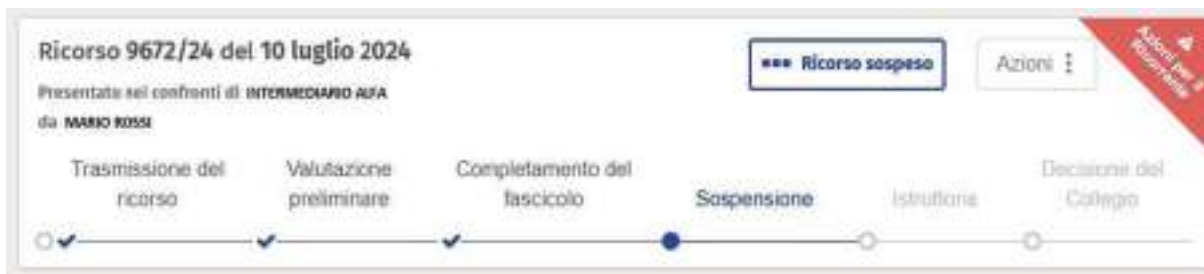 Ricorso 9672/24 del 10 luglio 2024
••• Ricorso sospeso
Azioni
Azioni per il
Ricorrente
Presentato nei confronti di INTERMEDIARIO ALFA
da MARIO ROSSI
Trasmissione del
ricorso
Valutazione
preliminare
Completamento del
fascicolo
Sospensione
Istruttoria
Decisione del
Collegio